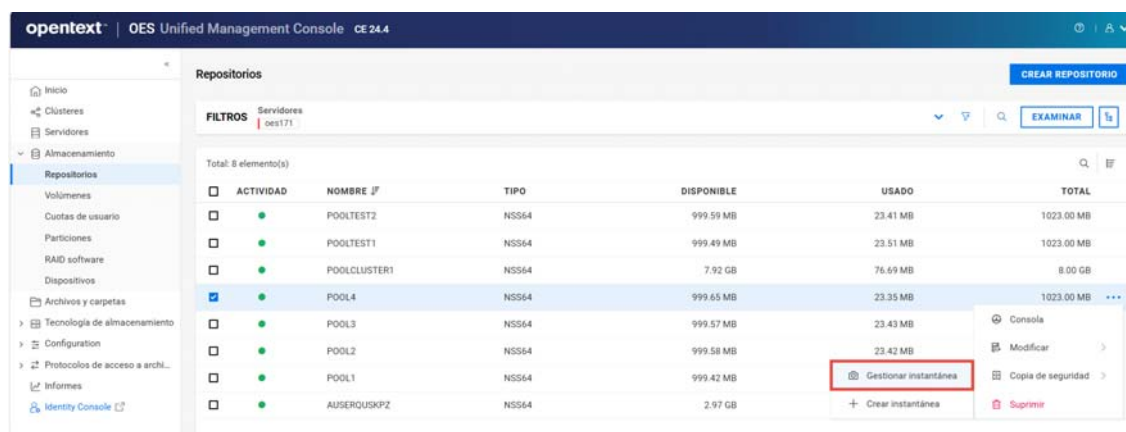 opentext™ | OES Unified Management Console CE 24.4
Inicio
Clústeres
Servidores
Almacenamiento
Repositorios
Volúmenes
Cuotas de usuario
Particiones
RAID software
Dispositivos
Archivos y carpetas
Tecnología de almacenamiento
Configuration
Protocolos de acceso a archi...
Informes
Identity Console
Repositorios
CREAR REPOSITORIO
FILTROS Servidores
oes171
EXAMINAR
Total: 8 elemento(s)
ACTIVIDAD NOMBRE TIPO DISPONIBLE USADO TOTAL
POOLTEST2 NSS64 999.59 MB 23.41 MB 1023.00 MB
POOLTEST1 NSS64 999.49 MB 23.51 MB 1023.00 MB
POOLCLUSTER1 NSS64 7.92 GB 76.69 MB 8.00 GB
POOL4 NSS64 999.65 MB 23.35 MB 1023.00 MB
POOL3 NSS64 999.57 MB 23.43 MB
POOL2 NSS64 999.58 MB 23.42 MB
POOL1 NSS64 999.42 MB
AUSERQUSKPZ NSS64 2.97 GB
Consola
Modificar
Copia de seguridad
Suprimir
Gestionar instantánea
Crear instantánea